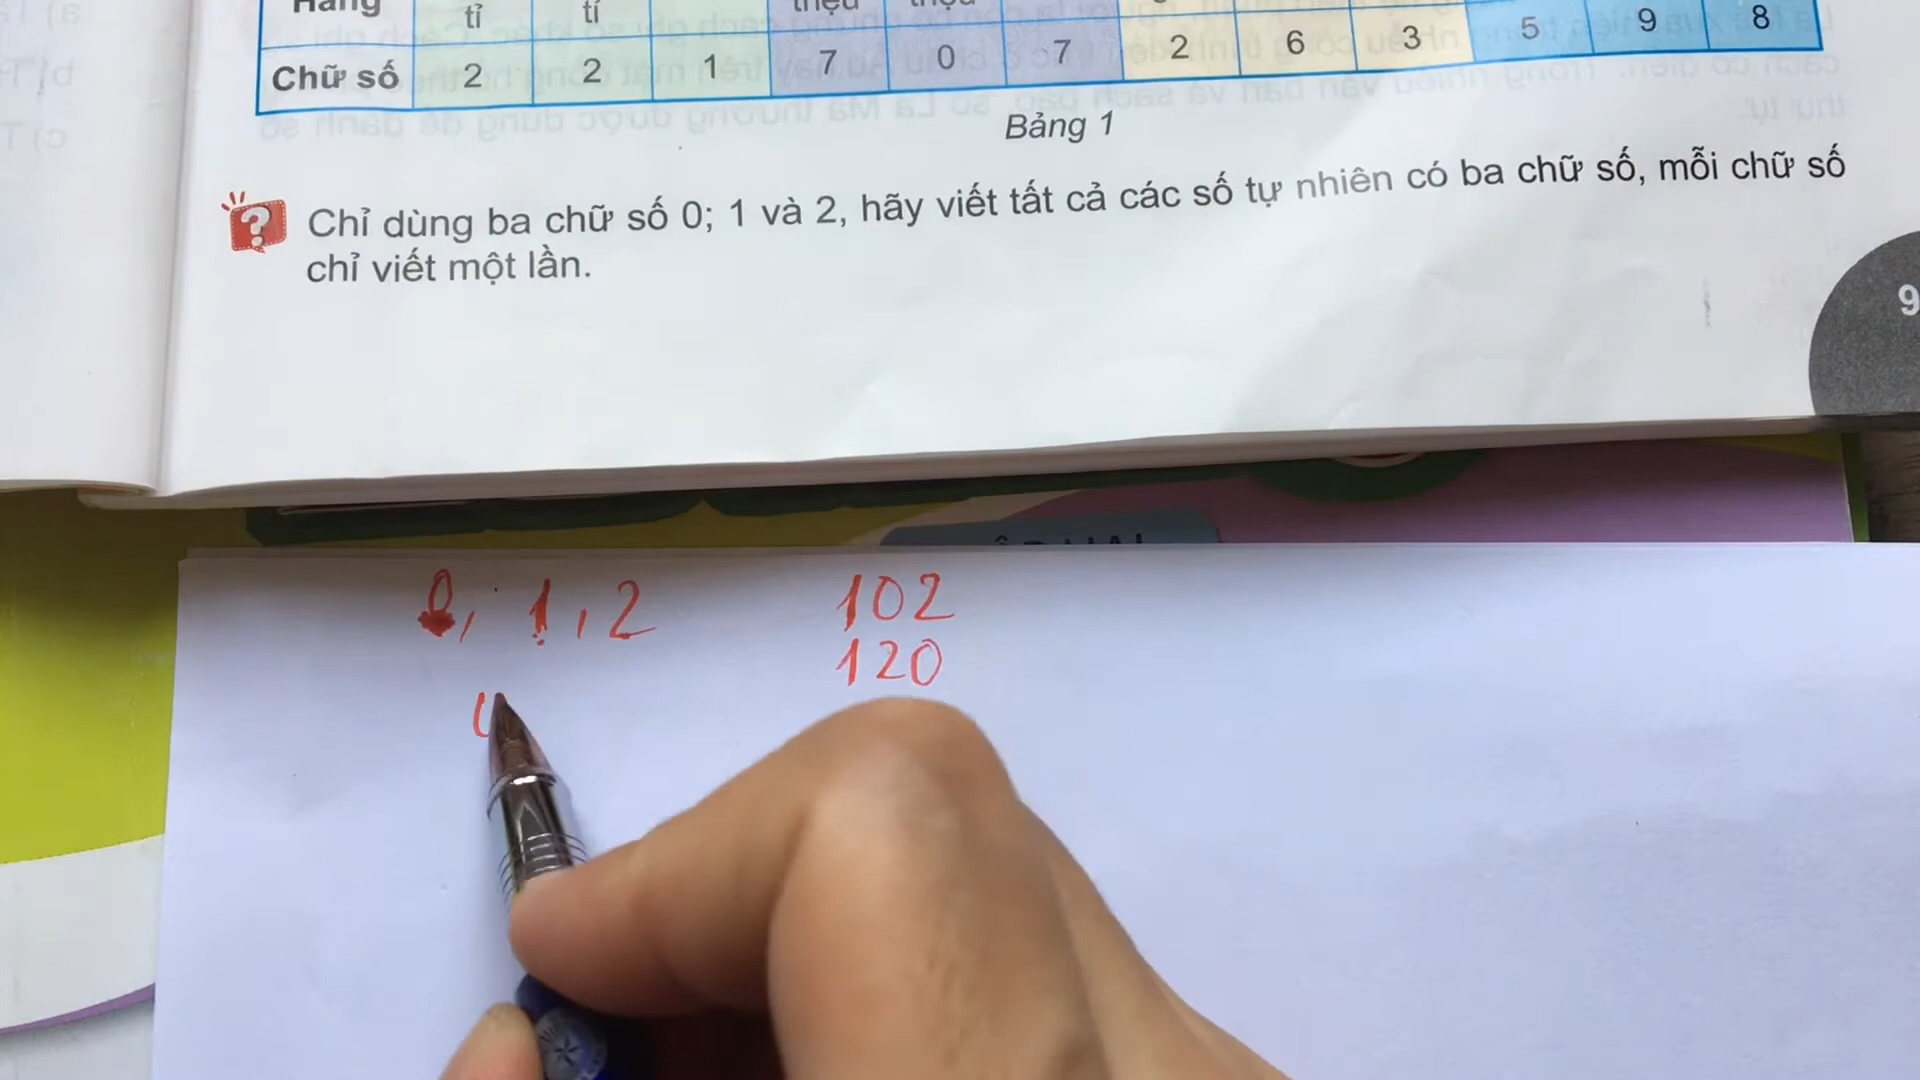 Hàng tỉ tỉ triệu
Chữ số 2 2 1 7 0 7 2 6 3 5 9 8
Bảng 1
Chỉ dùng ba chữ số 0; 1 và 2, hãy viết tất cả các số tự nhiên có ba chữ số, mỗi chữ số
chỉ viết một lần.
9
0, 1, 2
102
120